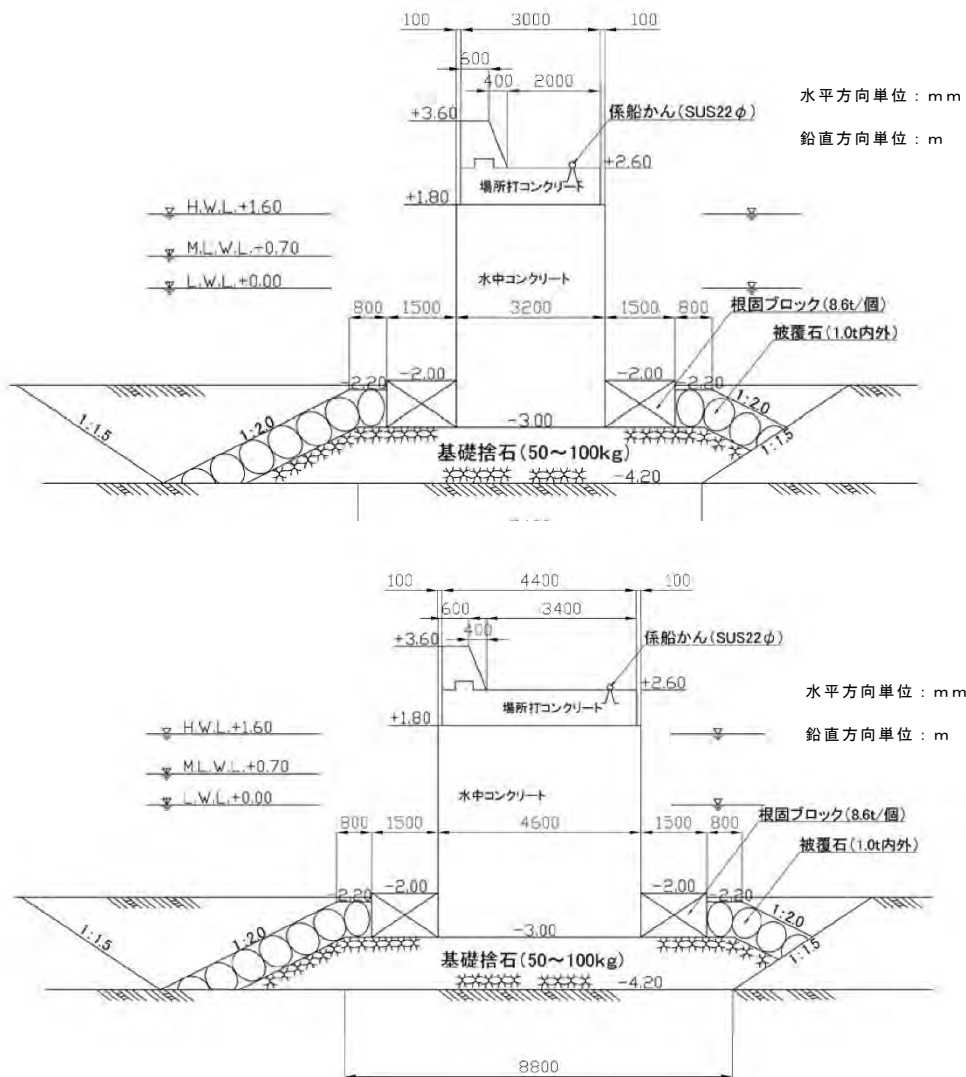 100 3000 100
600
400 2000
水平方向単位：mm
係船かん(SUS22φ)
+3.60
鉛直方向単位：m
+2.60
場所打コンクリート
+1.80
H.W.L.+1.60
M.L.W.L.+0.70
水中コンクリート
L.W.L.+0.00
根固ブロック(8.6t/個)
800 1500 3200 1500 800
被覆石(1.0t内外)
-2.20 -2.00 -2.00 -2.20
1:1.5 1:2.0 1:2.0
-3.00
1:1.5
基礎捨石(50～100kg)
-4.20
100 4400 100
600 3400
400
係船かん(SUS22φ)
+3.60
水平方向単位：mm
+2.60
場所打コンクリート
+1.80
鉛直方向単位：m
H.W.L.+1.60
M.L.W.L.+0.70
水中コンクリート
L.W.L.+0.00
根固ブロック(8.6t/個)
800 1500 4600 1500 800
被覆石(1.0t内外)
-2.20 -2.00 -2.00 -2.20
1:1.5 1:2.0 1:2.0
-3.00
1:1.5
基礎捨石(50～100kg)
-4.20
8800